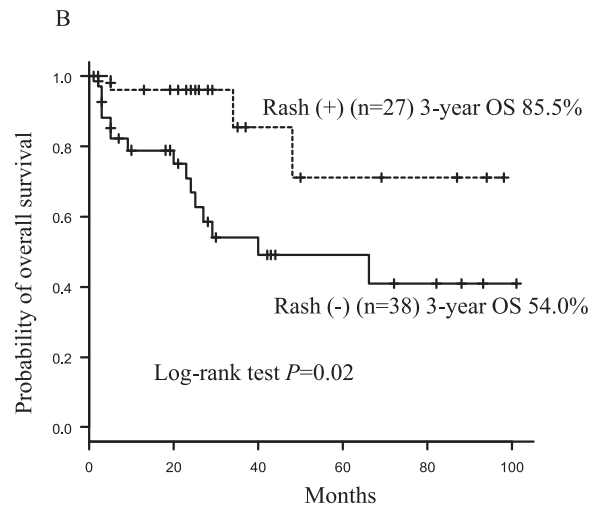 B
Probability of overall survival
1.0
0.8
0.6
0.4
0.2
0.0
Rash (+) (n=27) 3-year OS 85.5%
Rash (-) (n=38) 3-year OS 54.0%
Log-rank test P=0.02
0 20 40 60 80 100
Months